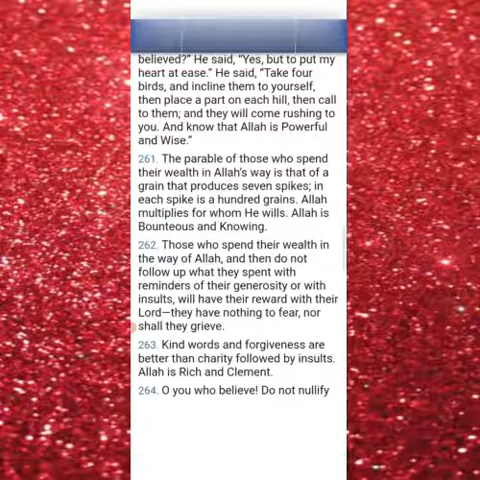 believed?” He said, “Yes, but to put my
heart at ease.” He said, “Take four
birds, and incline them to yourself,
then place a part on each hill, then call
to them; and they will come rushing to
you. And know that Allah is Powerful
and Wise.”
261. The parable of those who spend
their wealth in Allah’s way is that of a
grain that produces seven spikes; in
each spike is a hundred grains. Allah
multiplies for whom He wills. Allah is
Bounteous and Knowing.
262. Those who spend their wealth in
the way of Allah, and then do not
follow up what they spent with
reminders of their generosity or with
insults, will have their reward with their
Lord—they have nothing to fear, nor
shall they grieve.
263. Kind words and forgiveness are
better than charity followed by insults.
Allah is Rich and Clement.
264. O you who believe! Do not nullify